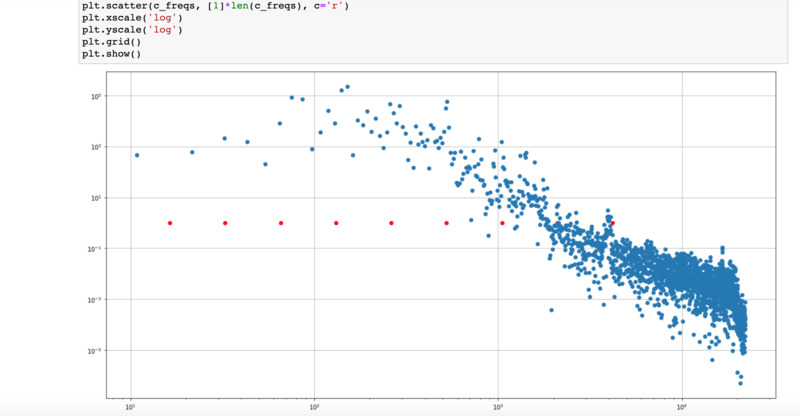 plt.scatter(c_freqs, [1]*len(c_freqs), c='r')
plt.xscale('log')
plt.yscale('log')
plt.grid()
plt.show()
10⁵
10³
10¹
10⁻¹
10⁻³
10⁻⁵
10¹ 10² 10³ 10⁴